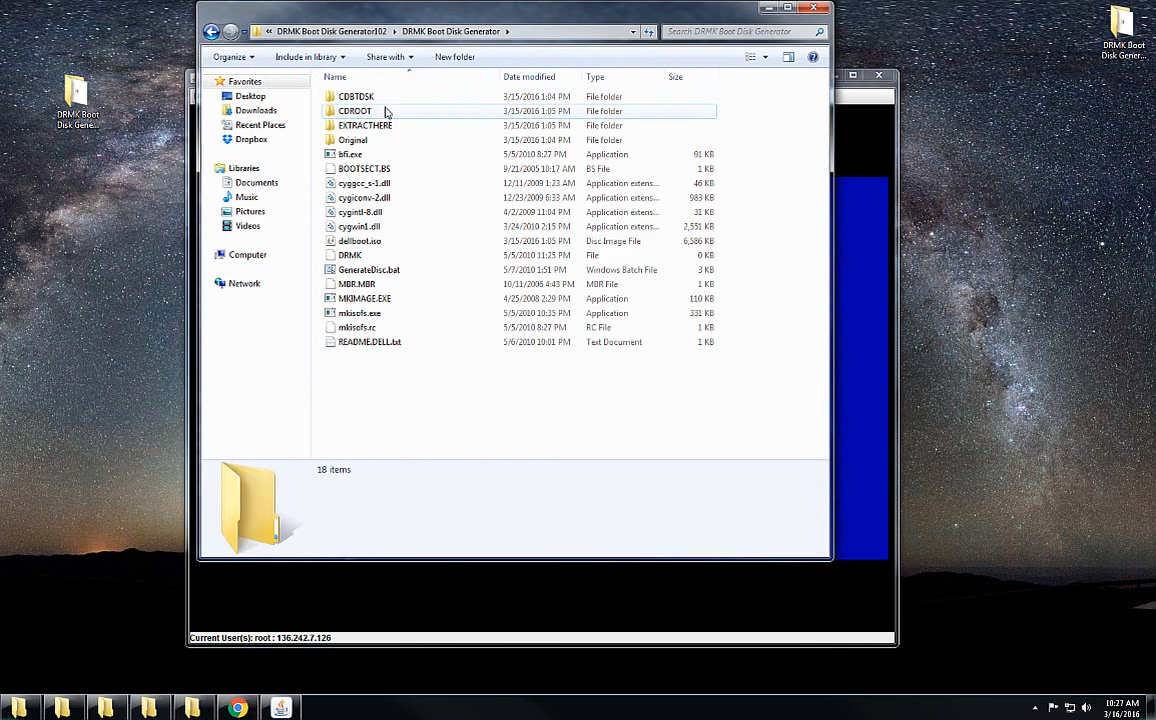 « DRMK Boot Disk Generator102 DRMK Boot Disk Generator
Search DRMK Boot Disk Generator
Organize Include in library Share with New folder
Name Date modified Type Size
Favorites
Desktop
Downloads
Recent Places
Dropbox
Libraries
Documents
Music
Pictures
Videos
Computer
Network
CDBTDSK 3/15/2016 1:04 PM File folder
CDROOT 3/15/2016 1:05 PM File folder
EXTRACTHERE 3/15/2016 1:05 PM File folder
Original 3/15/2016 1:04 PM File folder
bfi.exe 5/5/2010 8:27 PM Application 91 KB
BOOTSECT.BS 9/21/2005 10:17 AM BS File 1 KB
cyggcc_s-1.dll 12/11/2009 1:23 AM Application extens... 46 KB
cygiconv-2.dll 12/23/2009 6:33 AM Application extens... 983 KB
cygintl-8.dll 4/2/2009 11:04 PM Application extens... 31 KB
cygwin1.dll 3/24/2010 2:15 PM Application extens... 2,551 KB
dellboot.iso 3/15/2016 1:05 PM Disc Image File 6,586 KB
DRMK 5/5/2010 11:25 PM File 0 KB
GenerateDisc.bat 5/7/2010 1:51 PM Windows Batch File 3 KB
MBR.MBR 10/11/2006 4:43 PM MBR File 1 KB
MKIMAGE.EXE 4/25/2008 2:29 PM Application 110 KB
mkisofs.exe 5/5/2010 10:35 PM Application 331 KB
mkisofs.rc 5/5/2010 8:27 PM RC File 1 KB
README.DELL.txt 5/6/2010 10:01 PM Text Document 1 KB
18 items
DRMK Boot
Disk Gene...
DRMK Boot
Disk Gener...
Current User(s): root : 136.242.7.126
10:27 AM
3/16/2016